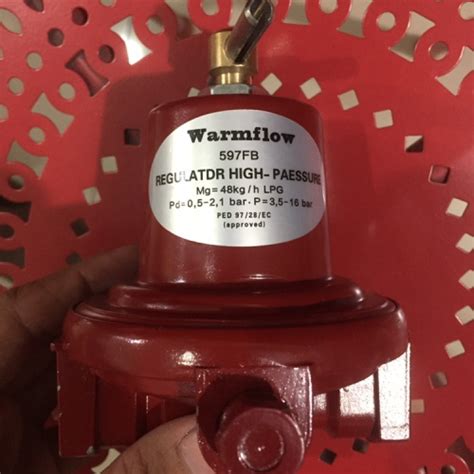 Warmflow
597FB
REGULATDR HIGH-PAESSURE
Mg=48kg/h LPG
Pd=0,5-2,1 bar·P=3,5-16 bar
PED 97/28/EC
(approved)